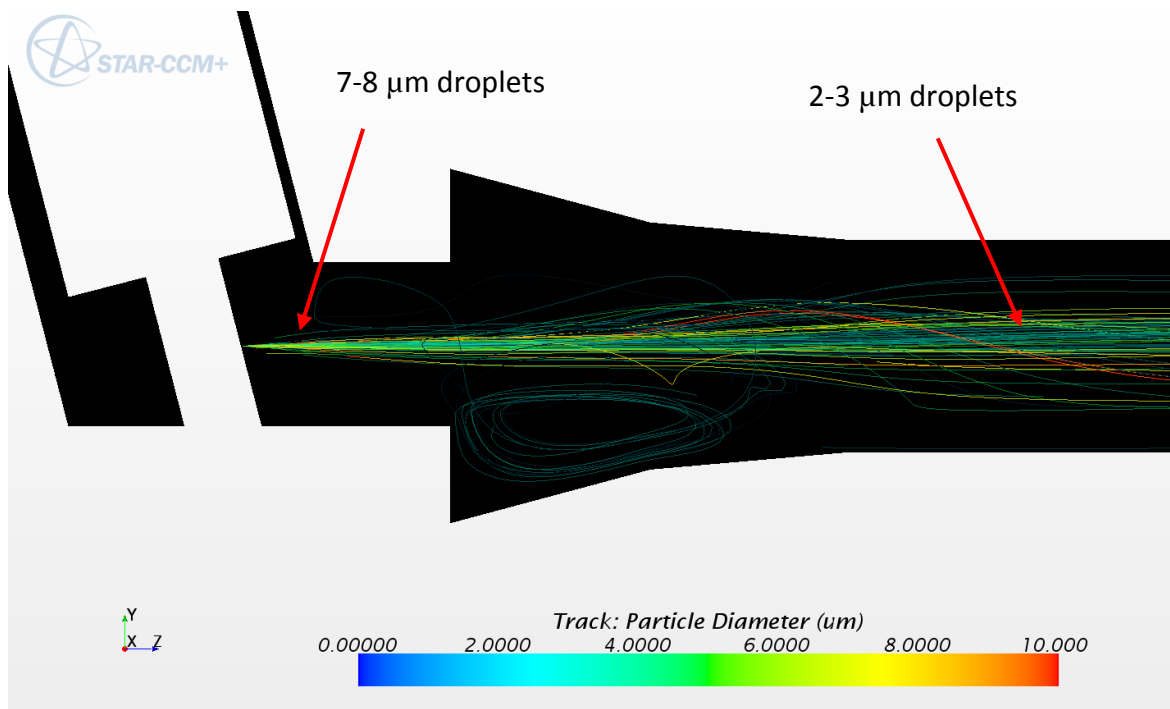 STAR-CCM+
7-8 μm droplets
2-3 μm droplets
Y
X Z
Track: Particle Diameter (um)
0.00000 2.0000 4.0000 6.0000 8.0000 10.000